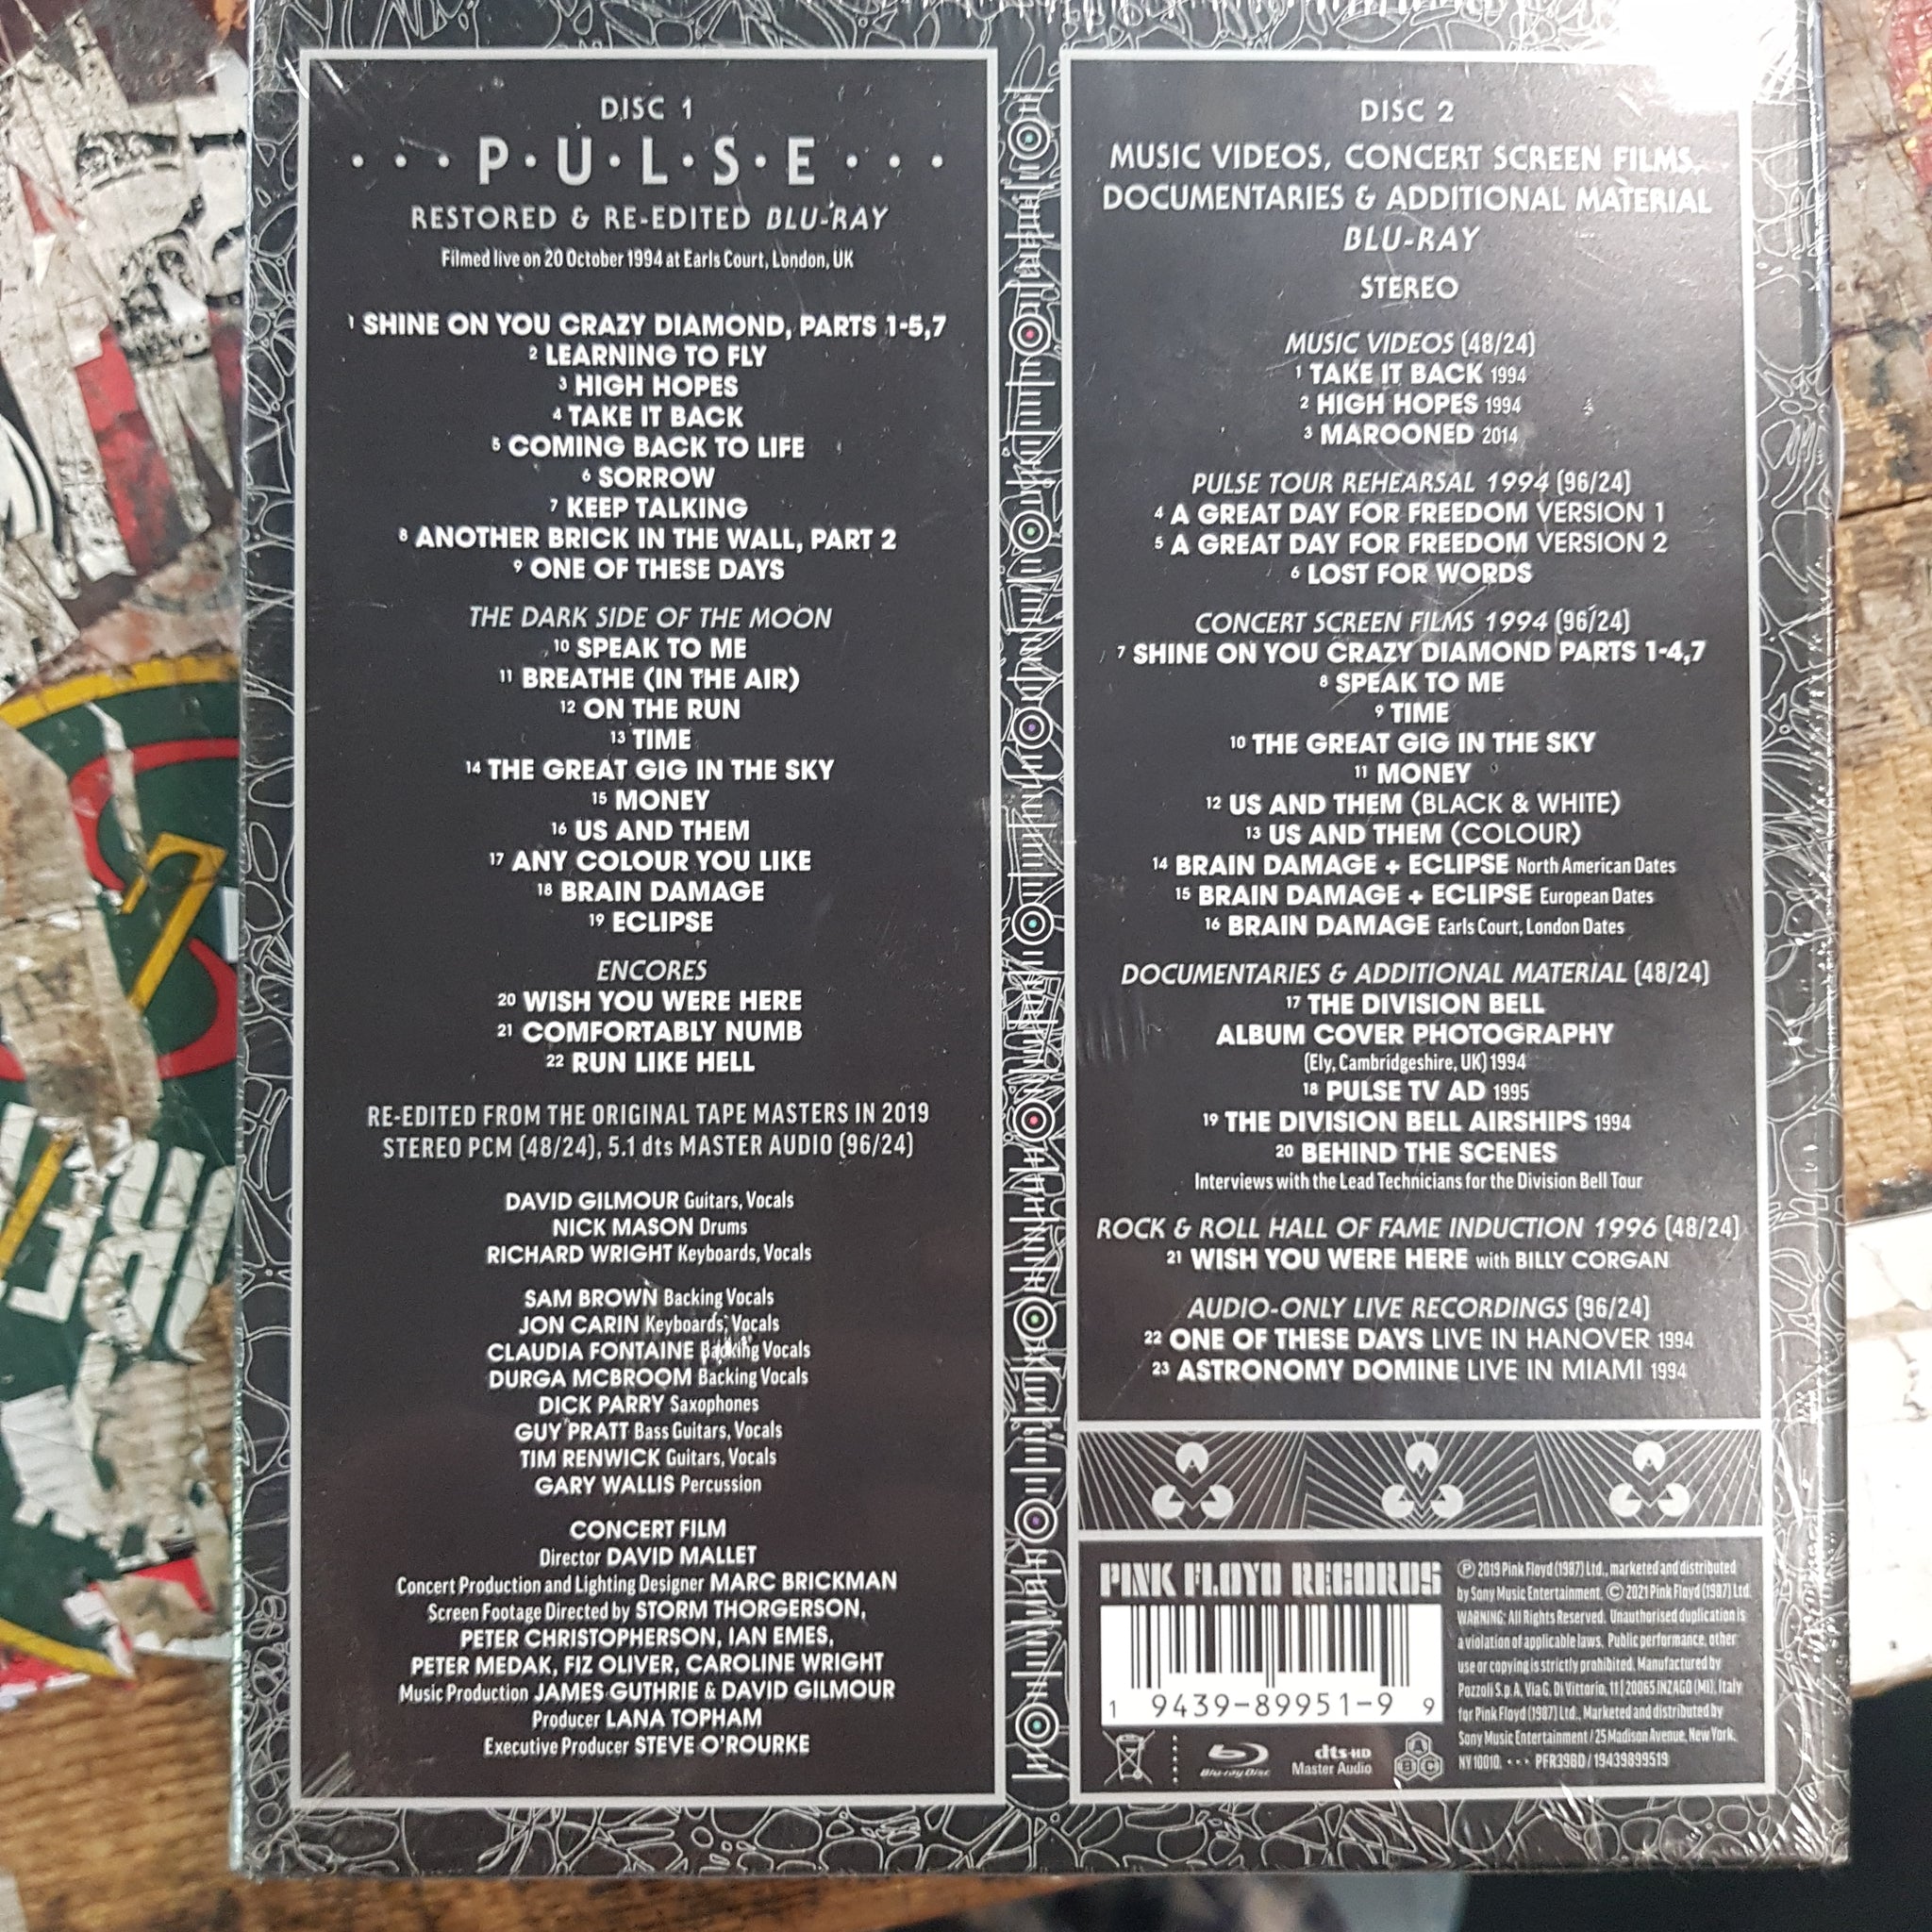 DISC 1
· · · P·U·L·S·E · · ·
RESTORED & RE-EDITED BLU-RAY
Filmed live on 20 October 1994 at Earls Court, London, UK
1 SHINE ON YOU CRAZY DIAMOND, PARTS 1-5,7
2 LEARNING TO FLY
3 HIGH HOPES
4 TAKE IT BACK
5 COMING BACK TO LIFE
6 SORROW
7 KEEP TALKING
8 ANOTHER BRICK IN THE WALL, PART 2
9 ONE OF THESE DAYS
THE DARK SIDE OF THE MOON
10 SPEAK TO ME
11 BREATHE (IN THE AIR)
12 ON THE RUN
13 TIME
14 THE GREAT GIG IN THE SKY
15 MONEY
16 US AND THEM
17 ANY COLOUR YOU LIKE
18 BRAIN DAMAGE
19 ECLIPSE
ENCORES
20 WISH YOU WERE HERE
21 COMFORTABLY NUMB
22 RUN LIKE HELL
RE-EDITED FROM THE ORIGINAL TAPE MASTERS IN 2019
STEREO PCM (48/24), 5.1 dts MASTER AUDIO (96/24)
DAVID GILMOUR Guitars, Vocals
NICK MASON Drums
RICHARD WRIGHT Keyboards, Vocals
SAM BROWN Backing Vocals
JON CARIN Keyboards, Vocals
CLAUDIA FONTAINE Backing Vocals
DURGA MCBROOM Backing Vocals
DICK PARRY Saxophones
GUY PRATT Bass Guitars, Vocals
TIM RENWICK Guitars, Vocals
GARY WALLIS Percussion
CONCERT FILM
Director DAVID MALLET
Concert Production and Lighting Designer MARC BRICKMAN
Screen Footage Directed by STORM THORGERSON,
PETER CHRISTOPHERSON, IAN EMES,
PETER MEDAK, FIZ OLIVER, CAROLINE WRIGHT
Music Production JAMES GUTHRIE & DAVID GILMOUR
Producer LANA TOPHAM
Executive Producer STEVE O'ROURKE
DISC 2
MUSIC VIDEOS, CONCERT SCREEN FILMS,
DOCUMENTARIES & ADDITIONAL MATERIAL
BLU-RAY
STEREO
MUSIC VIDEOS (48/24)
1 TAKE IT BACK 1994
2 HIGH HOPES 1994
3 MAROONED 2014
PULSE TOUR REHEARSAL 1994 (96/24)
4 A GREAT DAY FOR FREEDOM VERSION 1
5 A GREAT DAY FOR FREEDOM VERSION 2
6 LOST FOR WORDS
CONCERT SCREEN FILMS 1994 (96/24)
7 SHINE ON YOU CRAZY DIAMOND PARTS 1-4,7
8 SPEAK TO ME
9 TIME
10 THE GREAT GIG IN THE SKY
11 MONEY
12 US AND THEM (BLACK & WHITE)
13 US AND THEM (COLOUR)
14 BRAIN DAMAGE + ECLIPSE North American Dates
15 BRAIN DAMAGE + ECLIPSE European Dates
16 BRAIN DAMAGE Earls Court, London Dates
DOCUMENTARIES & ADDITIONAL MATERIAL (48/24)
17 THE DIVISION BELL
ALBUM COVER PHOTOGRAPHY
(Ely, Cambridgeshire, UK) 1994
18 PULSE TV AD 1995
19 THE DIVISION BELL AIRSHIPS 1994
20 BEHIND THE SCENES
Interviews with the Lead Technicians for the Division Bell Tour
ROCK & ROLL HALL OF FAME INDUCTION 1996 (48/24)
21 WISH YOU WERE HERE with BILLY CORGAN
AUDIO-ONLY LIVE RECORDINGS (96/24)
22 ONE OF THESE DAYS LIVE IN HANOVER 1994
23 ASTRONOMY DOMINE LIVE IN MIAMI 1994
PINK FLOYD RECORDS
1 9439-89951-9 9
Blu-ray Disc
dts-HD
Master Audio
A B C
Ⓟ 2019 Pink Floyd (1987) Ltd., marketed and distributed
by Sony Music Entertainment. © 2021 Pink Floyd (1987) Ltd
WARNING: All Rights Reserved. Unauthorised duplication is
a violation of applicable laws. Public performance, other
use or copying is strictly prohibited. Manufactured by
Pozzoli S.p.A. Via G. Di Vittorio, 11 | 20065 INZAGO (MI), Italy
for Pink Floyd (1987) Ltd., Marketed and distributed by
Sony Music Entertainment / 25 Madison Avenue, New York,
NY 10010. ··· PFR39BD / 19439899519